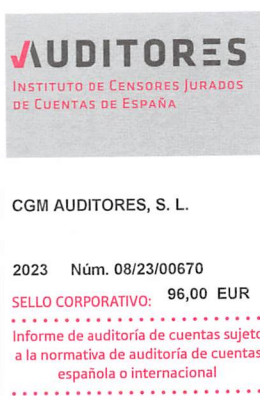 AUDITORES
INSTITUTO DE CENSORES JURADOS
DE CUENTAS DE ESPAÑA
CGM AUDITORES, S. L.
2023 Núm. 08/23/00670
SELLO CORPORATIVO: 96,00 EUR
Informe de auditoría de cuentas sujeto
a la normativa de auditoría de cuentas
española o internacional